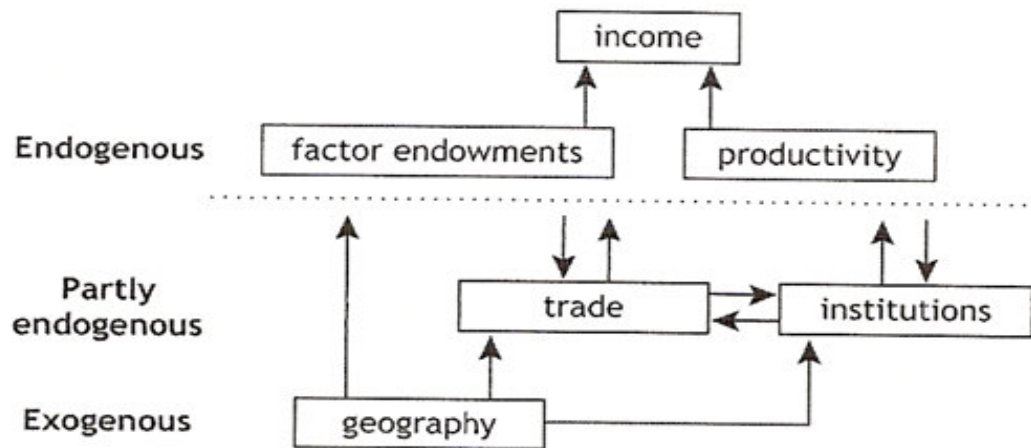 income
Endogenous
factor endowments
productivity
Partly
endogenous
trade
institutions
Exogenous
geography